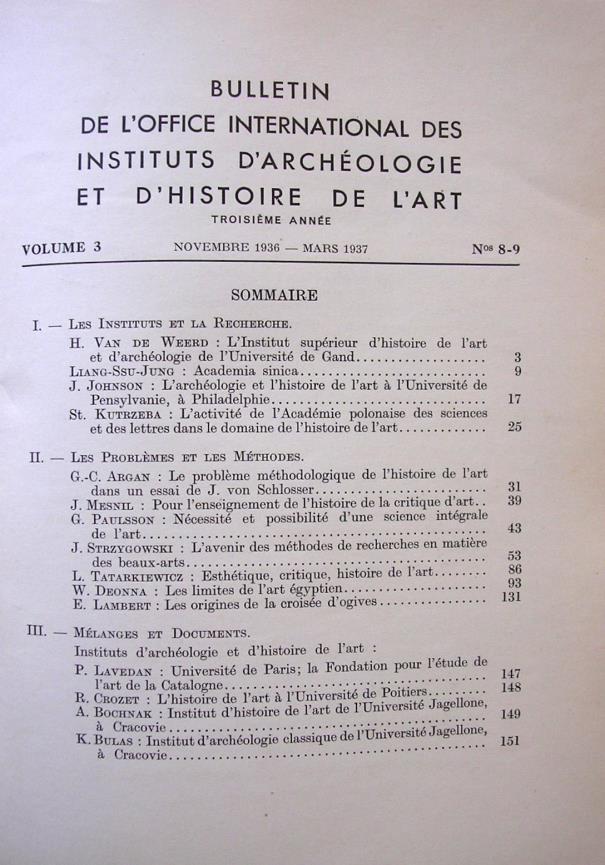 BULLETIN
DE L'OFFICE INTERNATIONAL DES
INSTITUTS D'ARCHÉOLOGIE
ET D'HISTOIRE DE L'ART
TROISIÈME ANNÉE
VOLUME 3 NOVEMBRE 1936 — MARS 1937 Nos 8-9
SOMMAIRE
I. — LES INSTITUTS ET LA RECHERCHE.
H. VAN DE WEERD : L'Institut supérieur d'histoire de l'art
et d'archéologie de l'Université de Gand.................. 3
LIANG-SSU-JUNG : Academia sinica.......................... 9
J. JOHNSON : L'archéologie et l'histoire de l'art à l'Université de
Pensylvanie, à Philadelphie.............................. 17
ST. KUTRZEBA : L'activité de l'Académie polonaise des sciences
et des lettres dans le domaine de l'histoire de l'art............. 25
II. — LES PROBLÈMES ET LES MÉTHODES.
G.-C. ARGAN : Le problème méthodologique de l'histoire de l'art
dans un essai de J. von Schlosser........................ 31
J. MESNIL : Pour l'enseignement de l'histoire de la critique d'art.. 39
G. PAULSSON : Nécessité et possibilité d'une science intégrale
de l'art................................................ 43
J. STRZYGOWSKI : L'avenir des méthodes de recherches en matière
des beaux-arts.......................................... 53
L. TATARKIEWICZ : Esthétique, critique, histoire de l'art........ 86
W. DEONNA : Les limites de l'art égyptien.................... 93
E. LAMBERT : Les origines de la croisée d'ogives............... 131
III. — MÉLANGES ET DOCUMENTS.
Instituts d'archéologie et d'histoire de l'art :
P. LAVEDAN : Université de Paris; la Fondation pour l'étude de
l'art de la Catalogne.................................... 147
R. CROZET : L'histoire de l'art à l'Université de Poitiers........ 148
A. BOCHNAK : Institut d'histoire de l'art de l'Université Jagellone,
à Cracovie............................................ 149
K. BULAS : Institut d'archéologie classique de l'Université Jagellone,
à Cracovie............................................ 151